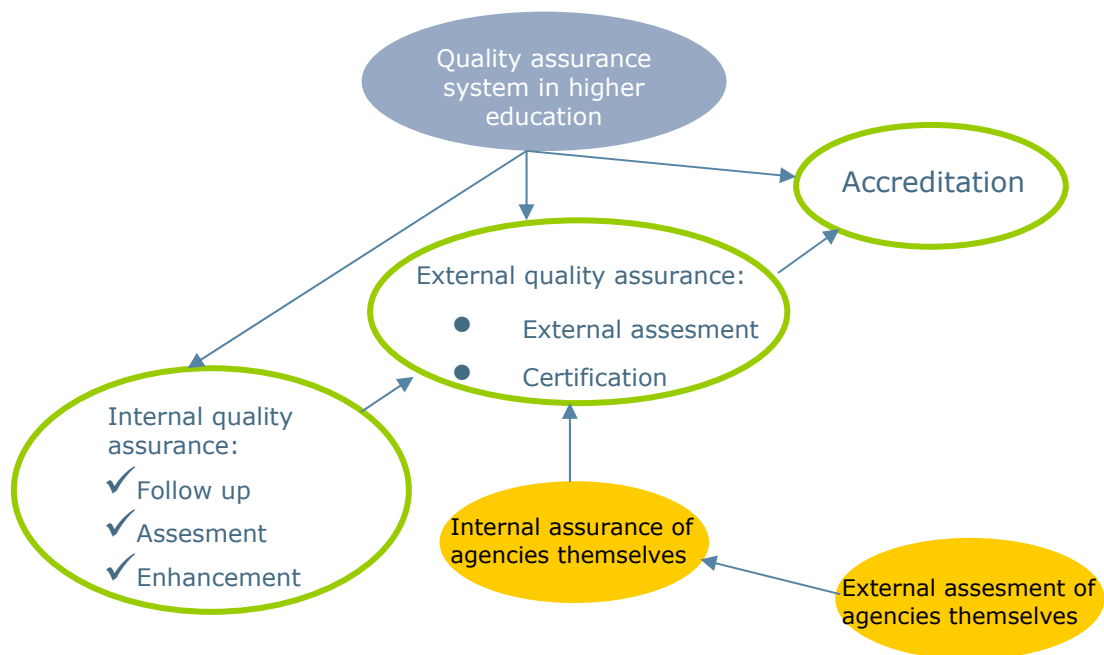 Quality assurance
system in higher
education
Accreditation
External quality assurance:
● External assesment
● Certification
Internal quality
assurance:
✓Follow up
✓Assesment
✓Enhancement
Internal assurance of
agencies themselves
External assesment of
agencies themselves